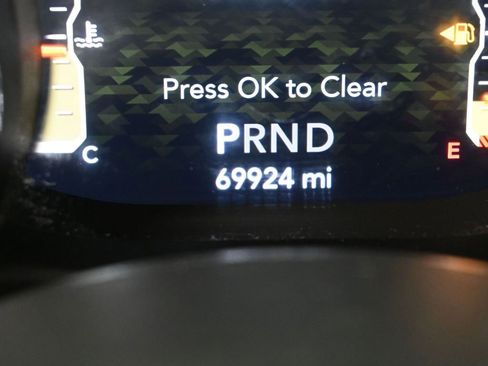 Press OK to Clear
PRND
C
E
69924 mi